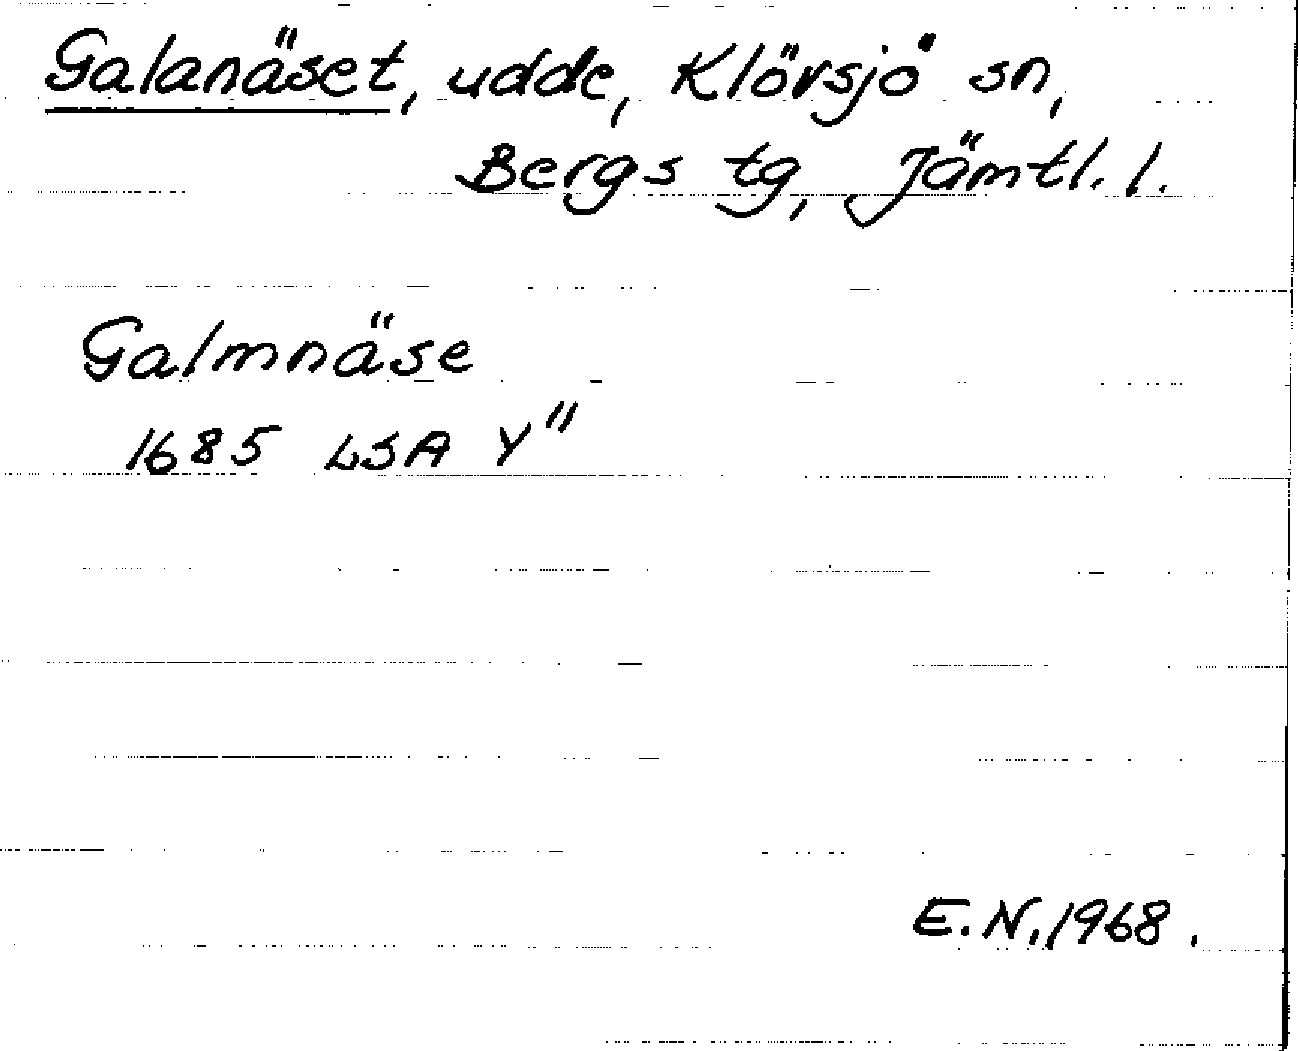 Galanäset, udde, Klövsjö sn,
Bergs tg, Jämtl. l.
Galmnäse
1685 LSA Y"
E.N. 1968.